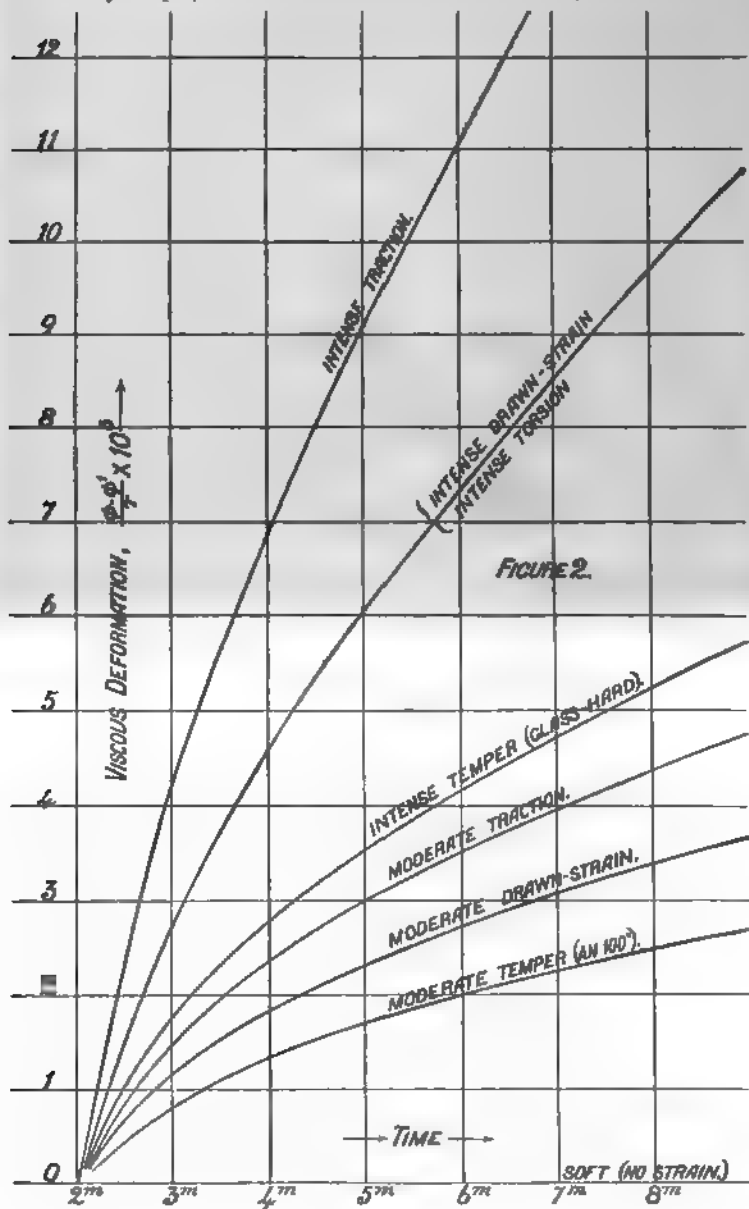 12
11
10
9
8
7
6
5
4
3
1
0
VISCOUS DEFORMATION, φ-φ'/τ × 10⁵
INTENSE TRACTION.
INTENSE DRAWN-STRAIN
INTENSE TORSION
FIGURE 2.
INTENSE TEMPER (GLASS-HARD).
MODERATE TRACTION.
MODERATE DRAWN-STRAIN.
MODERATE TEMPER (AN 100°).
TIME
SOFT (NO STRAIN.)
2m 3m 4m 5m 6m 7m 8m